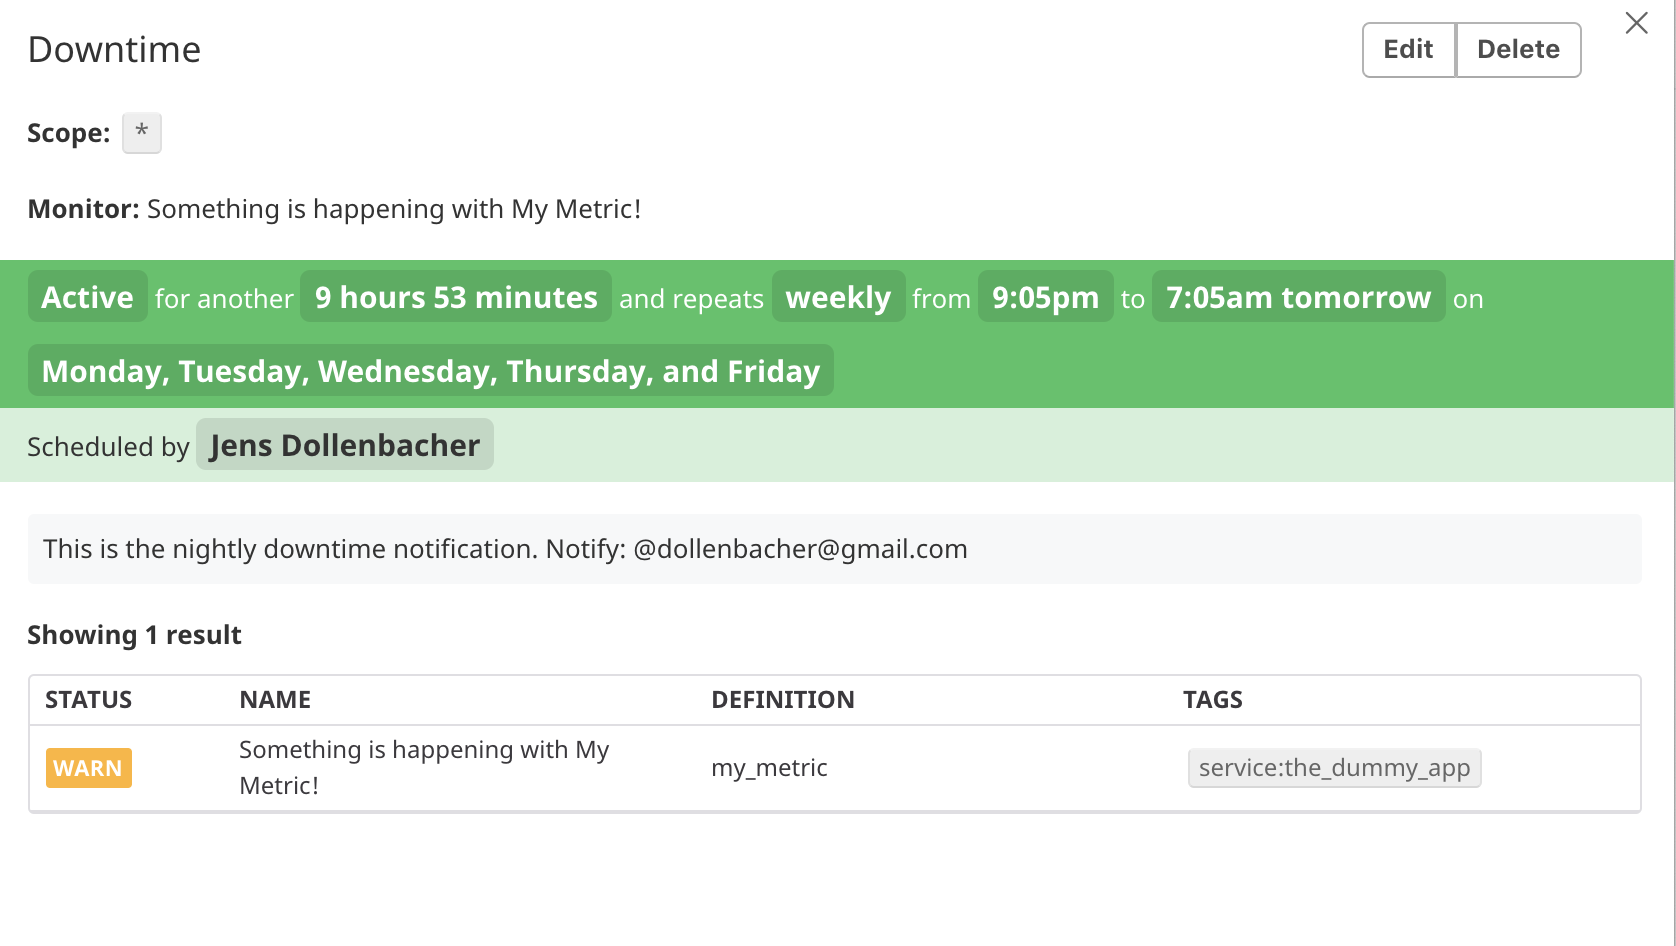 Downtime
Edit Delete
Scope: *
Monitor: Something is happening with My Metric!
Active for another 9 hours 53 minutes and repeats weekly from 9:05pm to 7:05am tomorrow on
Monday, Tuesday, Wednesday, Thursday, and Friday
Scheduled by Jens Dollenbacher
This is the nightly downtime notification. Notify: @dollenbacher@gmail.com
Showing 1 result
STATUS NAME DEFINITION TAGS
WARN Something is happening with My Metric! my_metric service:the_dummy_app